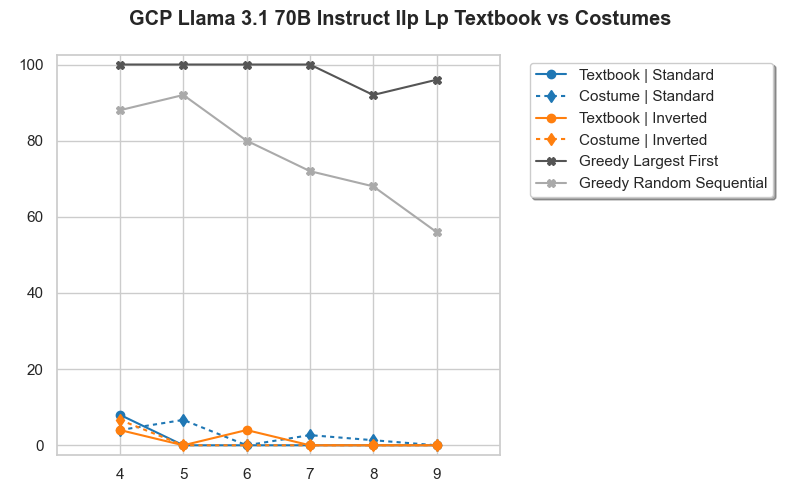 GCP Llama 3.1 70B Instruct Ilp Lp Textbook vs Costumes
100
80
60
40
20
0
4 5 6 7 8 9
Textbook | Standard
Costume | Standard
Textbook | Inverted
Costume | Inverted
Greedy Largest First
Greedy Random Sequential